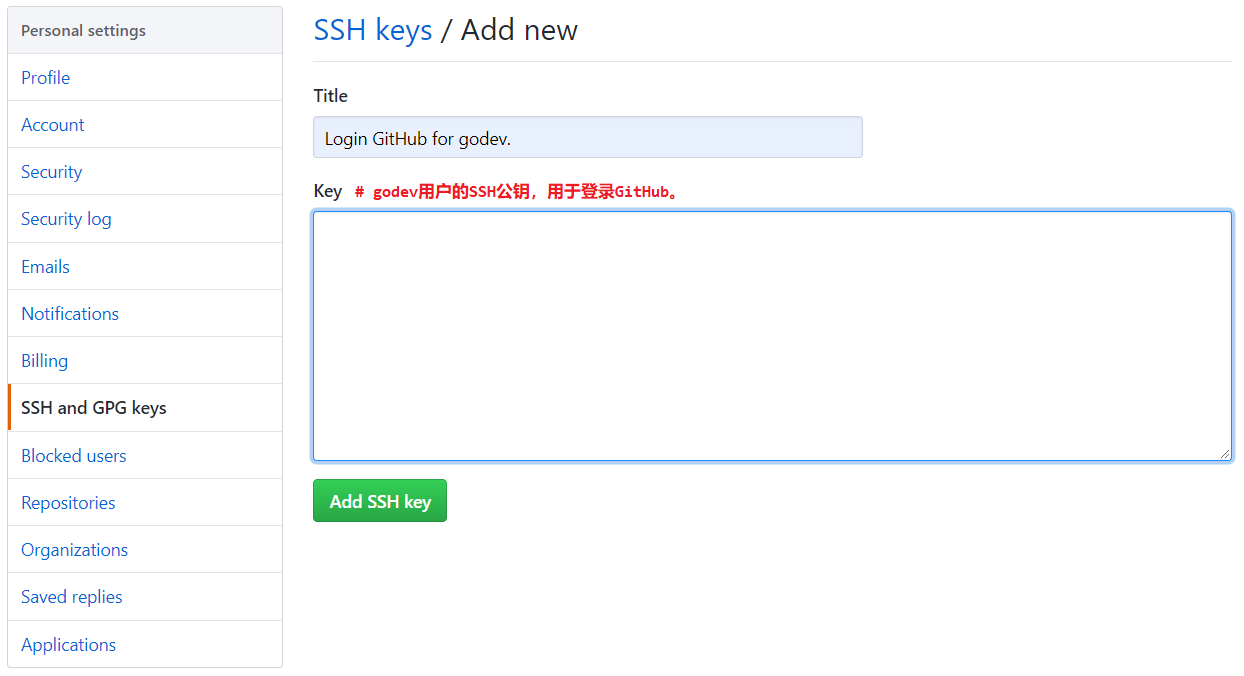 Personal settings
Profile
Account
Security
Security log
Emails
Notifications
Billing
SSH and GPG keys
Blocked users
Repositories
Organizations
Saved replies
Applications
SSH keys / Add new
Title
Login GitHub for godev.
Key # godev用户的SSH公钥，用于登录GitHub。
Add SSH key